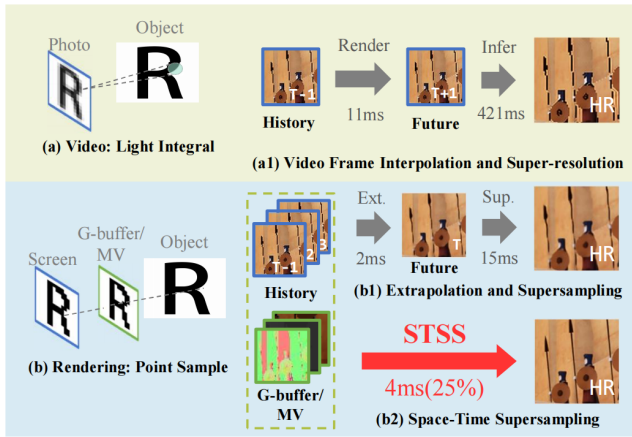 Photo
Object
R
R
(a) Video: Light Integral
T-1
History
Render
11ms
T+1
Future
Infer
421ms
HR
(a1) Video Frame Interpolation and Super-resolution
Screen
G-buffer/
MV
Object
R
R
R
(b) Rendering: Point Sample
T-1
2
3
History
G-buffer/
MV
Ext.
2ms
T
Future
Sup.
15ms
HR
(b1) Extrapolation and Supersampling
STSS
4ms(25%)
HR
(b2) Space-Time Supersampling